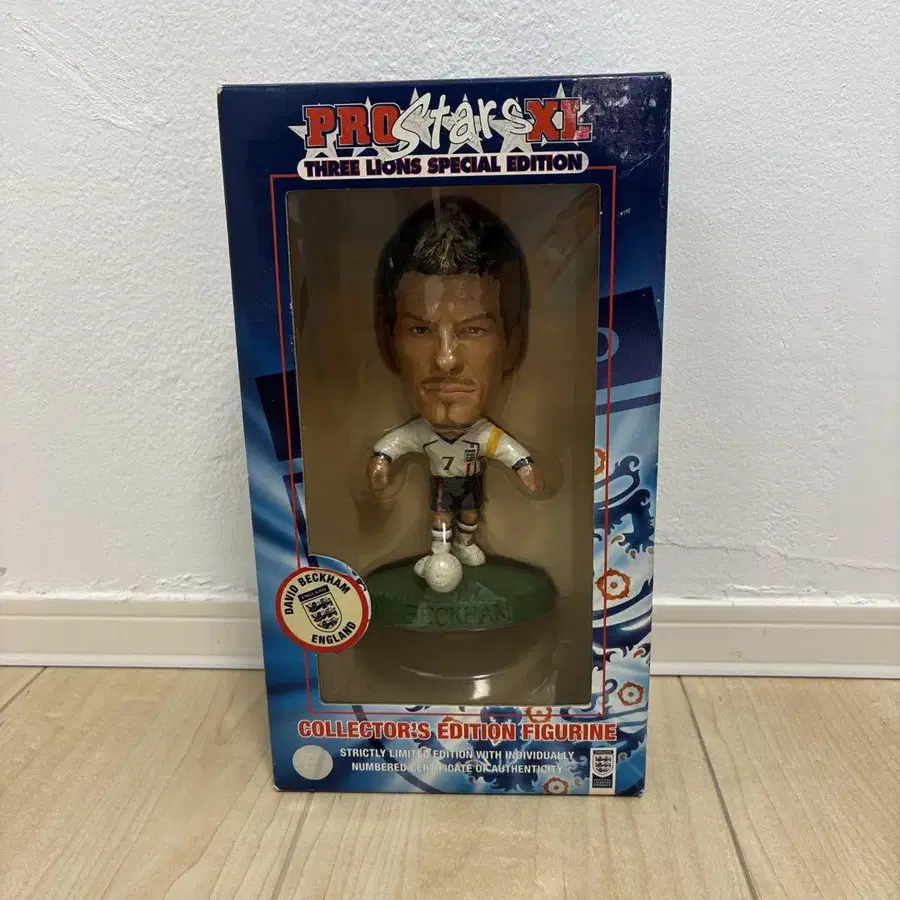 PRO Stars XL
THREE LIONS SPECIAL EDITION
7
BECKHAM
DAVID BECKHAM
ENGLAND
ENGLAND
COLLECTOR'S EDITION FIGURINE
STRICTLY LIMITED EDITION WITH INDIVIDUALLY
NUMBERED CERTIFICATE OF AUTHENTICITY